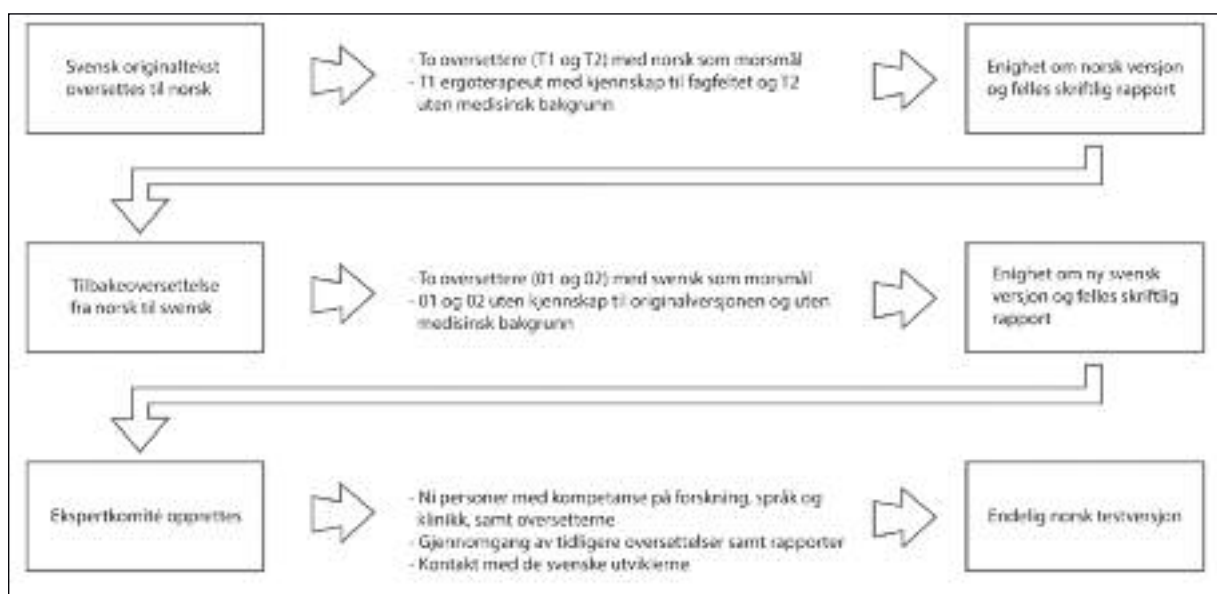 Svensk originaltekst
oversettes til norsk
- To oversettere (T1 og T2) med norsk som morsmål
- T1 ergoterapeut med kjennskap til fagfeltet og T2
uten medisinsk bakgrunn
Enighet om norsk versjon
og felles skriftlig rapport
Tilbakeoversettelse
fra norsk til svensk
- To oversettere (01 og 02) med svensk som morsmål
- 01 og 02 uten kjennskap til originalversjonen og uten
medisinsk bakgrunn
Enighet om ny svensk
versjon og felles skriftlig
rapport
Ekspertkomité opprettes
- Ni personer med kompetanse på forskning, språk og
klinikk, samt oversetterne
- Gjennomgang av tidligere oversettelser samt rapporter
- Kontakt med de svenske utviklerne
Endelig norsk testversjon